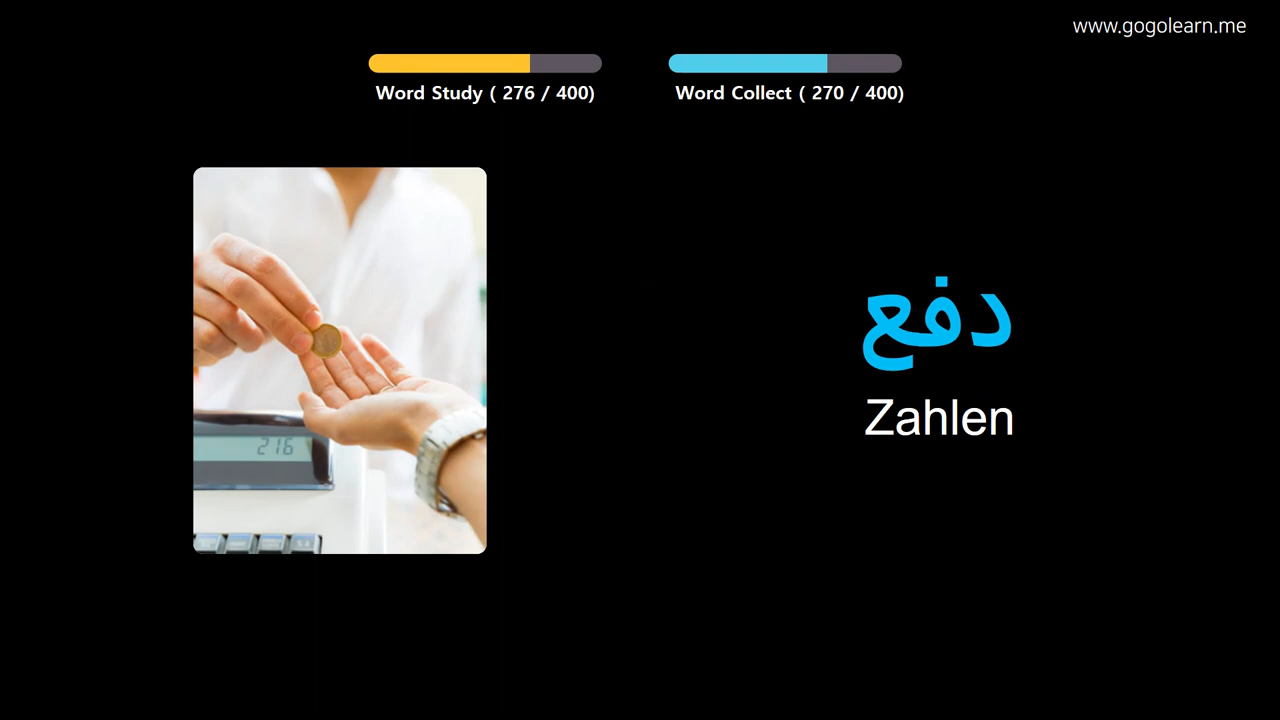 www.gogolearn.me
Word Study ( 276 / 400)
Word Collect ( 270 / 400)
دفع
Zahlen
216